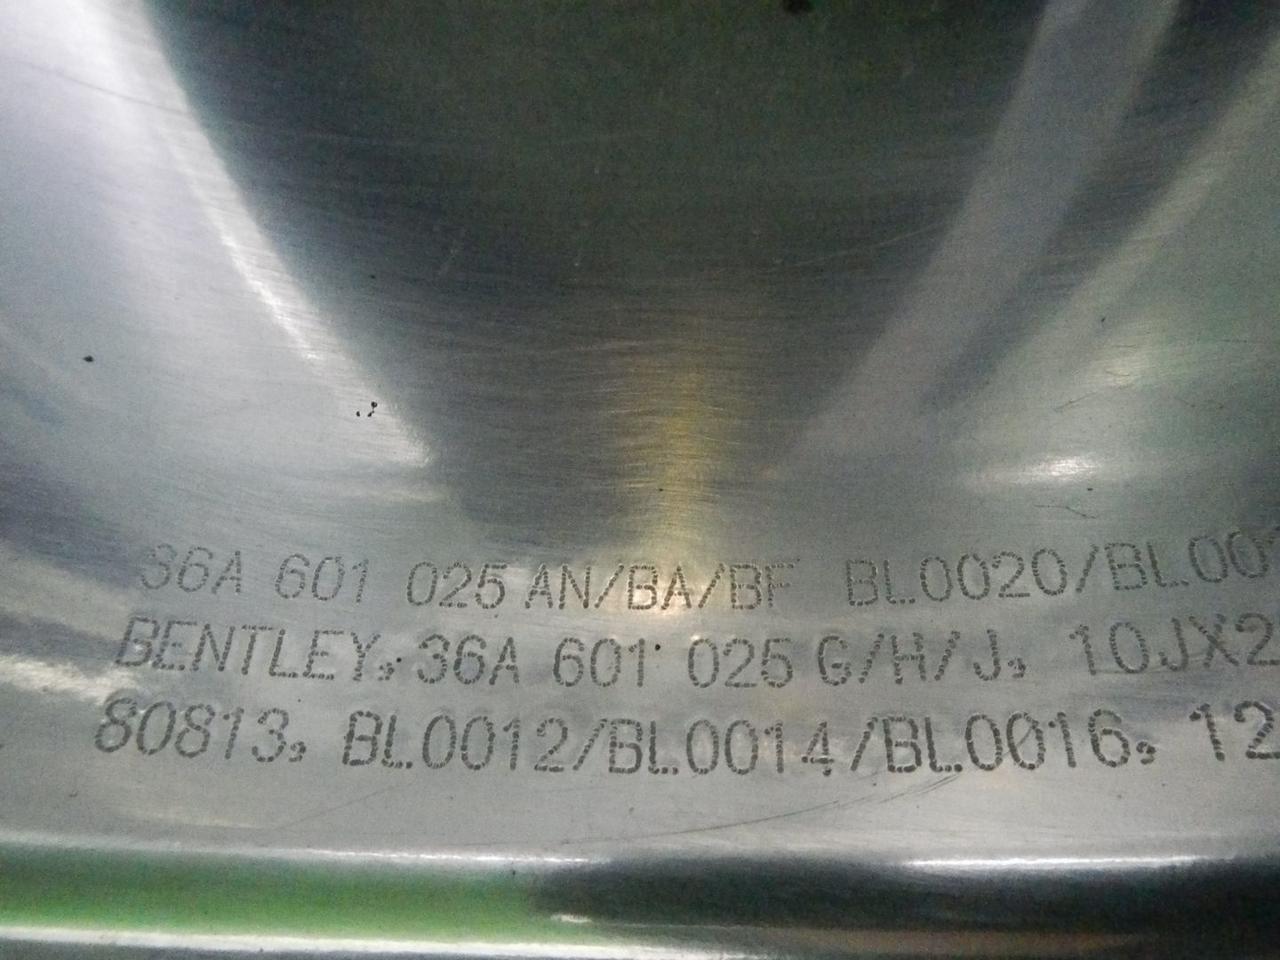 36A 601 025 AN/BA/BF BL0020/BL00
BENTLEY, 36A 601 025 G/H/J, 10JX2
80813, BL0012/BL0014/BL0016, 12